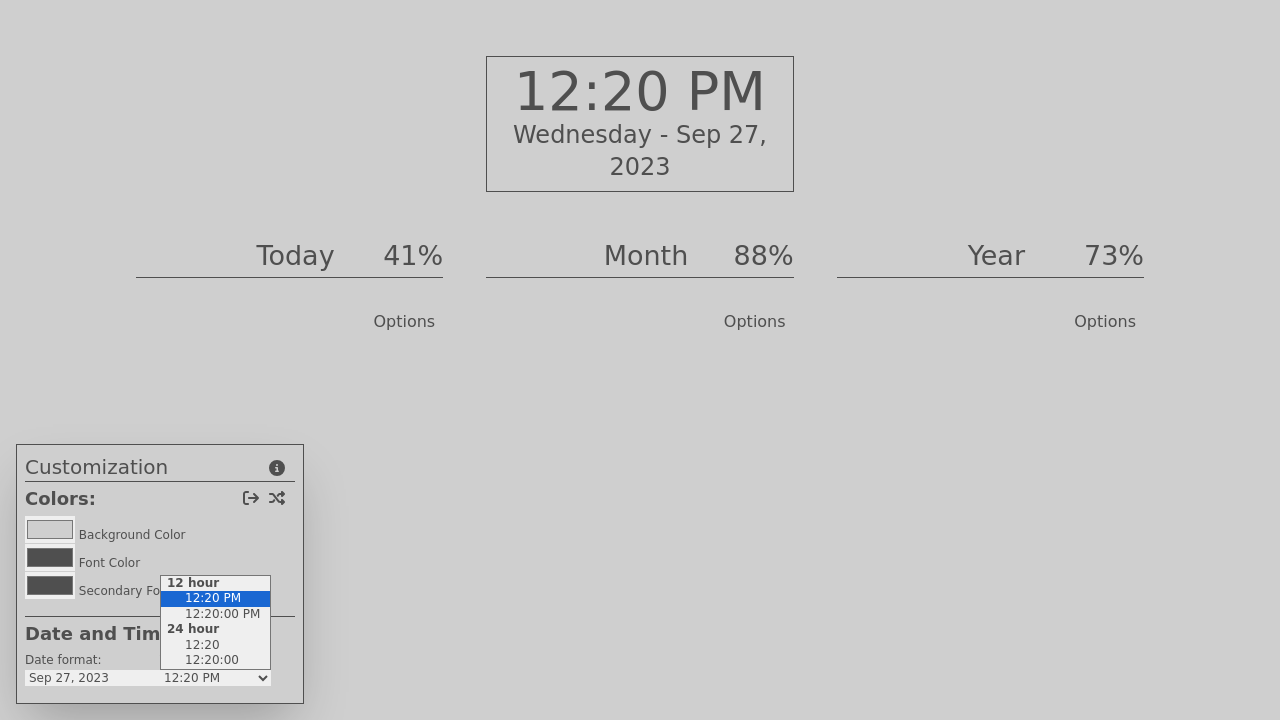 12:20 PM
Wednesday - Sep 27,
2023
Today 41%
Month 88%
Year 73%
Options
Options
Options
Customization
Colors:
Background Color
Font Color
Secondary Fo
12 hour
12:20 PM
12:20:00 PM
24 hour
12:20
12:20:00
Date and Tim
Date format:
Sep 27, 2023
12:20 PM